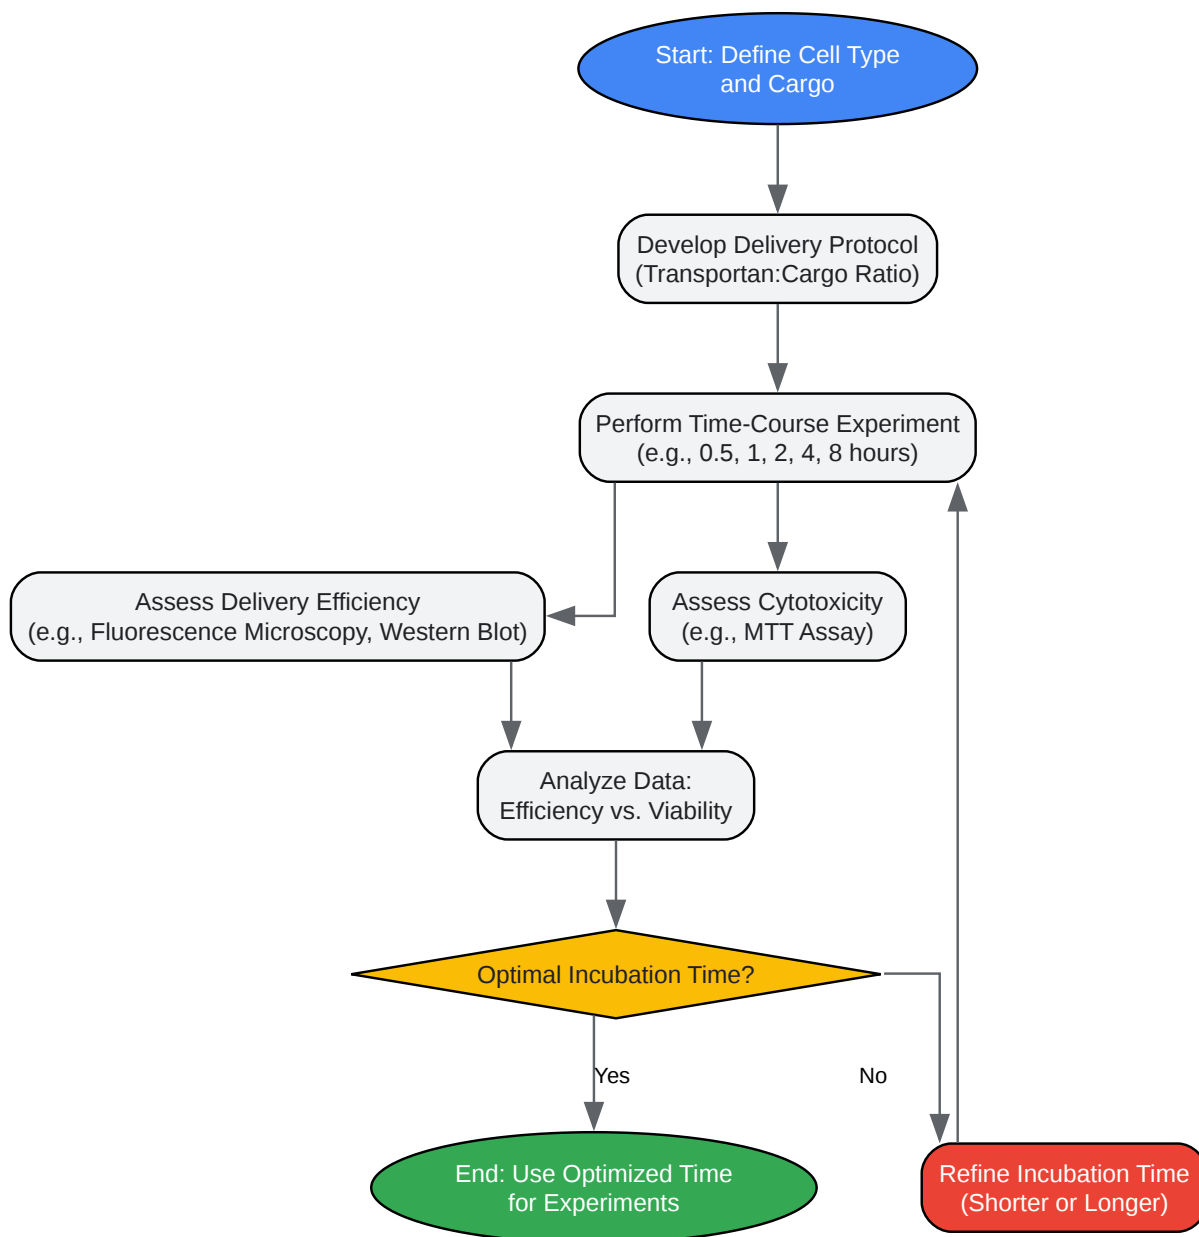 Start: Define Cell Type
and Cargo
Develop Delivery Protocol
(Transportan:Cargo Ratio)
Perform Time-Course Experiment
(e.g., 0.5, 1, 2, 4, 8 hours)
Assess Delivery Efficiency
(e.g., Fluorescence Microscopy, Western Blot)
Assess Cytotoxicity
(e.g., MTT Assay)
Analyze Data:
Efficiency vs. Viability
Optimal Incubation Time?
Yes
No
End: Use Optimized Time
for Experiments
Refine Incubation Time
(Shorter or Longer)